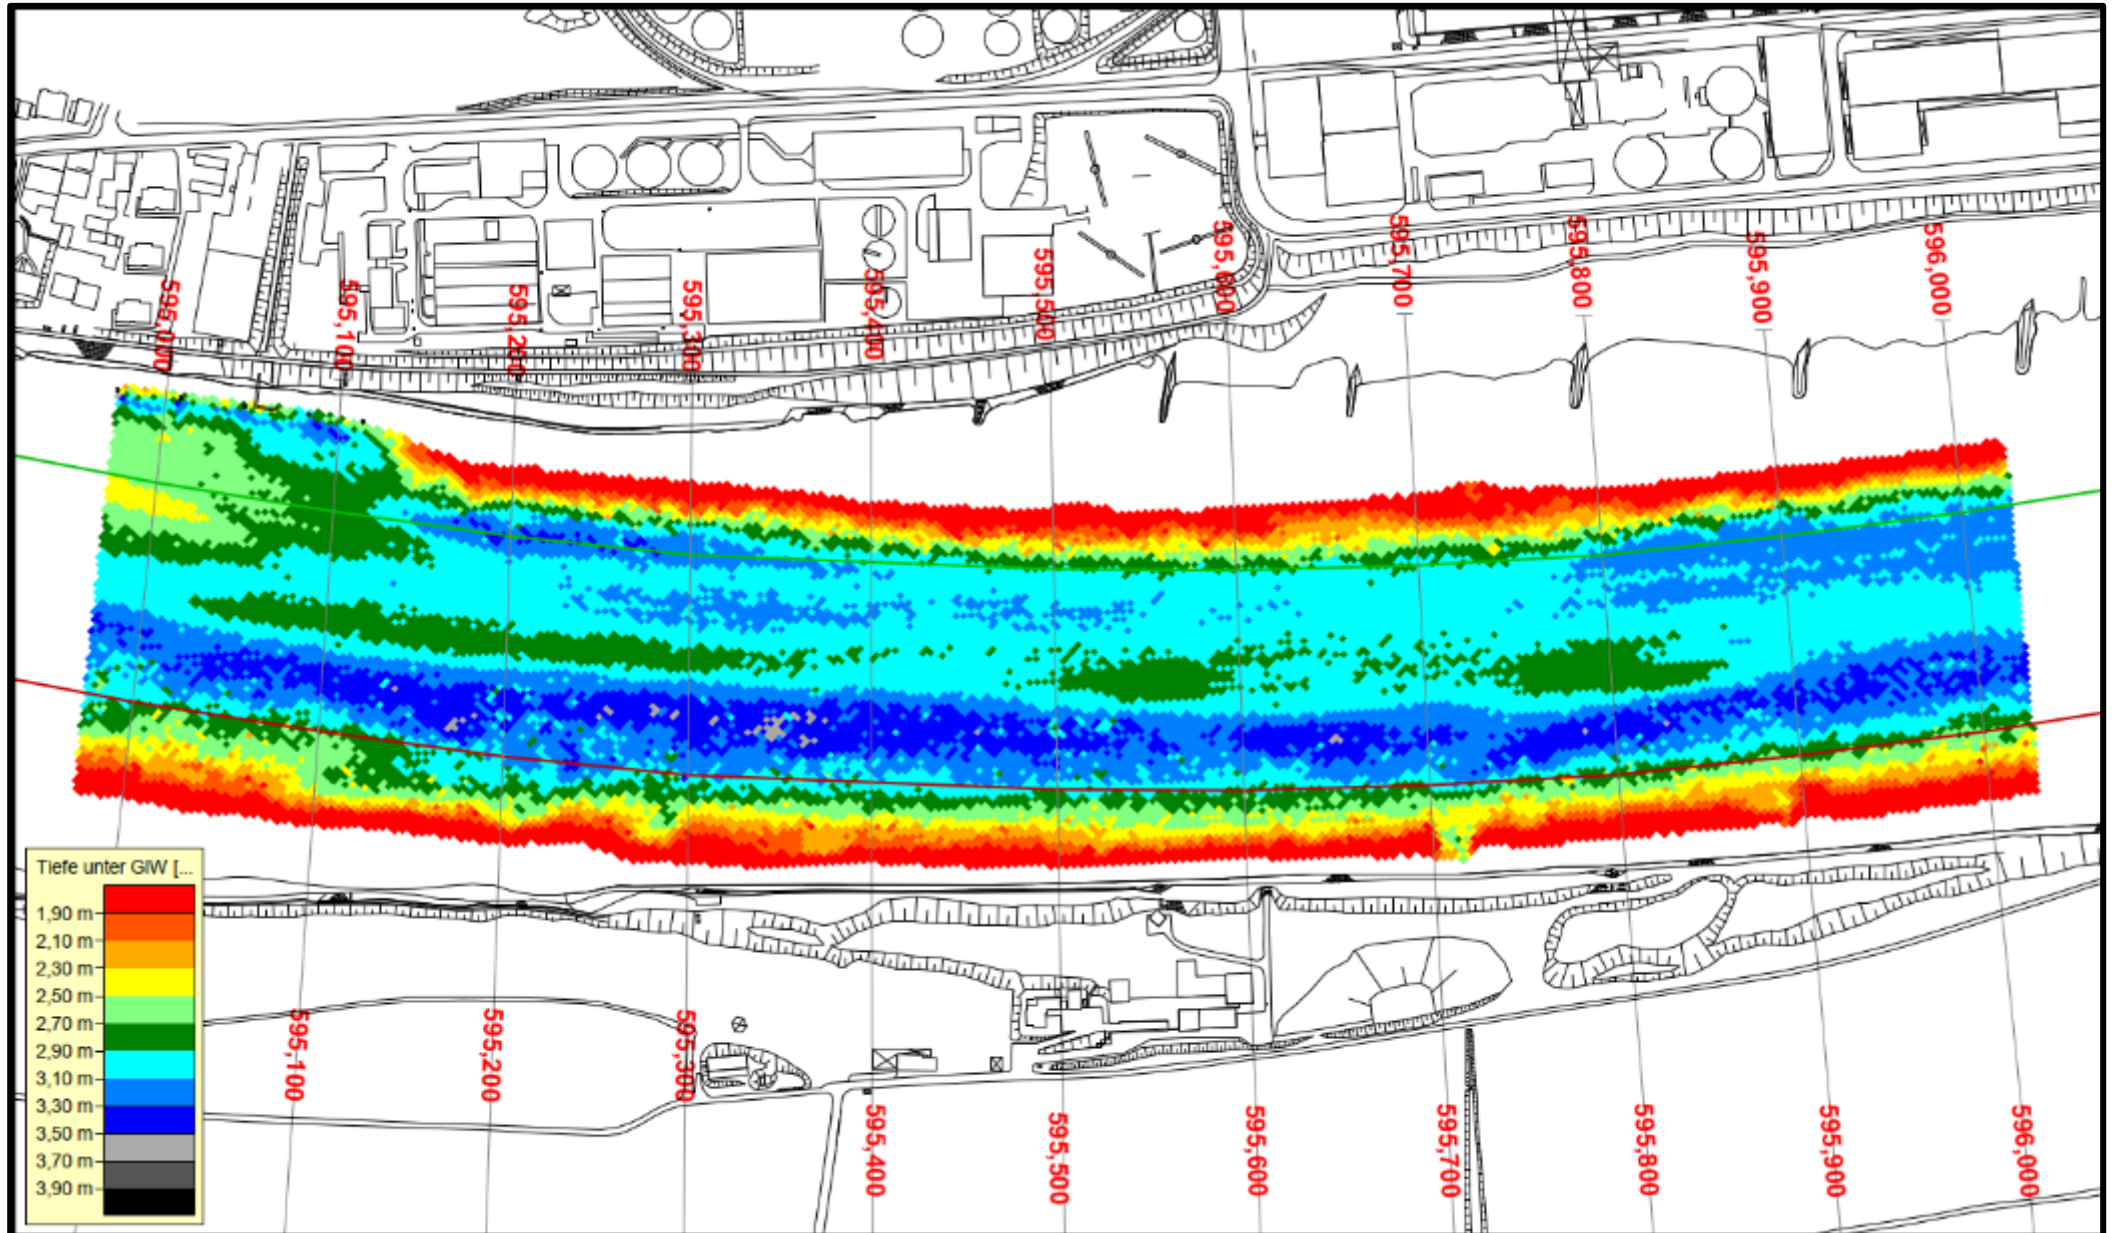 595,000
595,100
595,200
595,300
595,400
595,500
595,600
595,700
595,800
595,900
596,000
Tiefe unter GlW [...
1,90 m
2,10 m
2,30 m
2,50 m
2,70 m
2,90 m
3,10 m
3,30 m
3,50 m
3,70 m
3,90 m
595,100
595,200
595,300
595,400
595,500
595,600
595,700
595,800
595,900
596,000